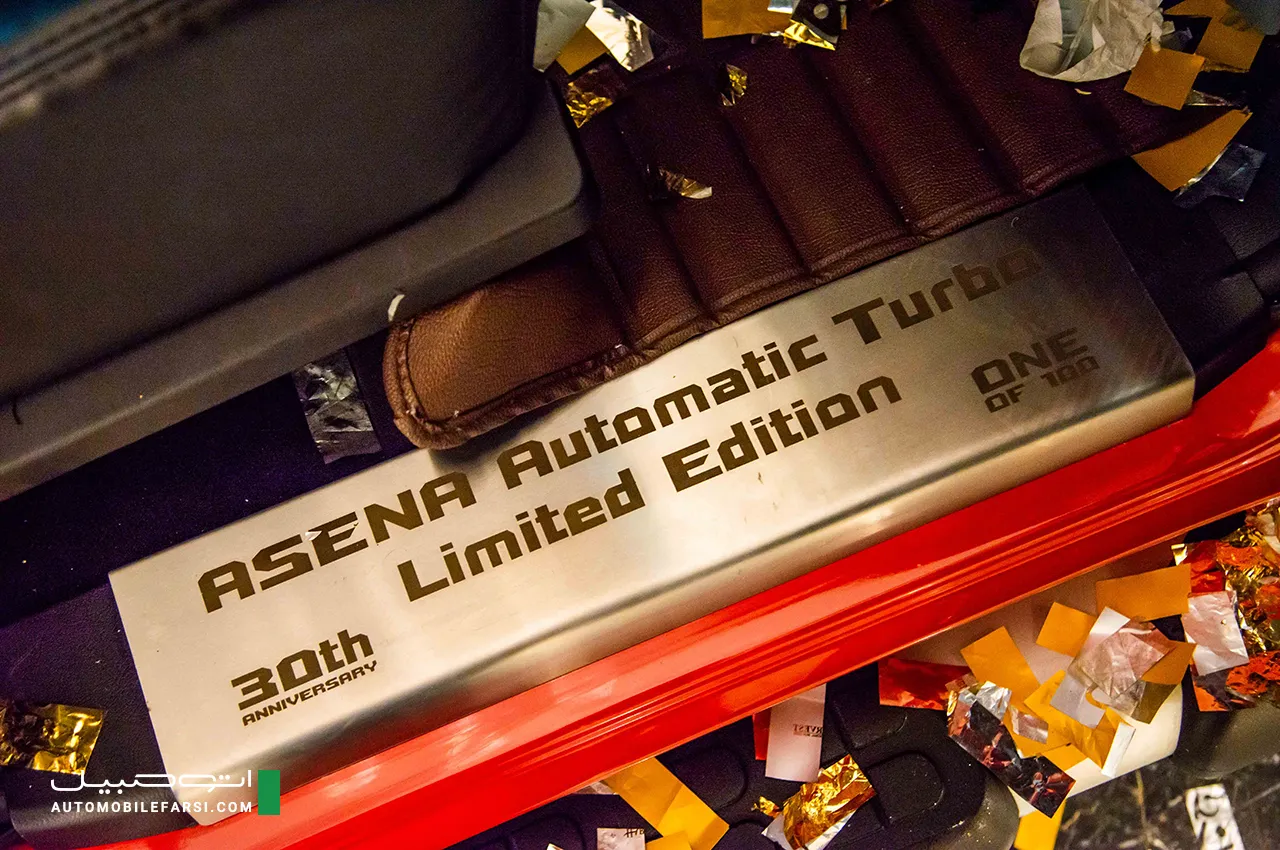 ASENA Automatic Turbo
Limited Edition
ONE
OF 100
30th
ANNIVERSARY
اتومبیل
AUTOMOBILEFARSI.COM